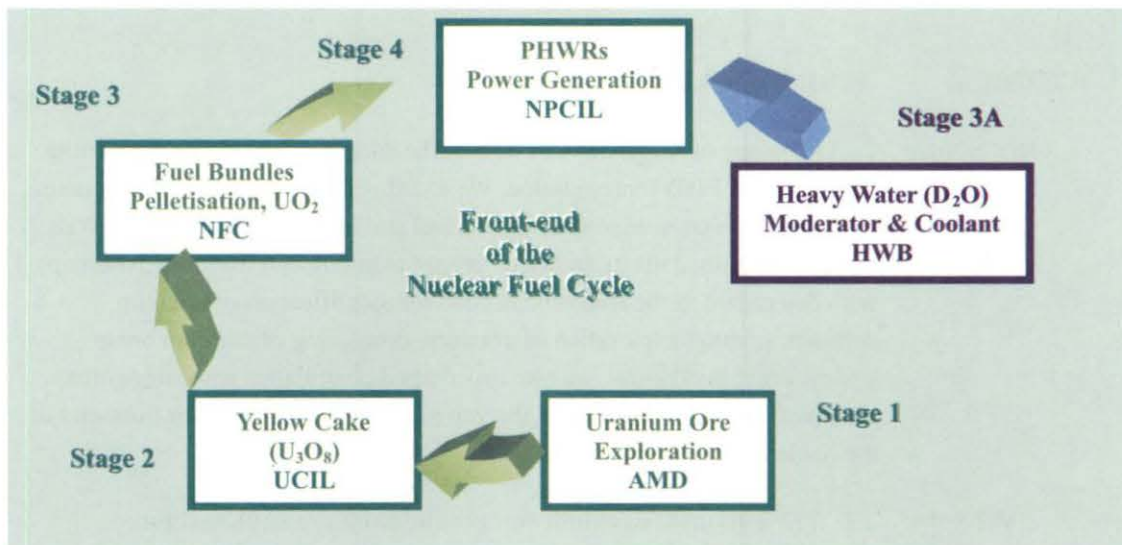 Stage 4
PHWRs
Power Generation
NPCIL
Stage 3
Stage 3A
Fuel Bundles
Pelletisation, UO₂
NFC
Heavy Water (D₂O)
Moderator & Coolant
HWB
Front-end
of the
Nuclear Fuel Cycle
Stage 2
Yellow Cake
(U₃O₈)
UCIL
Uranium Ore
Exploration
AMD
Stage 1